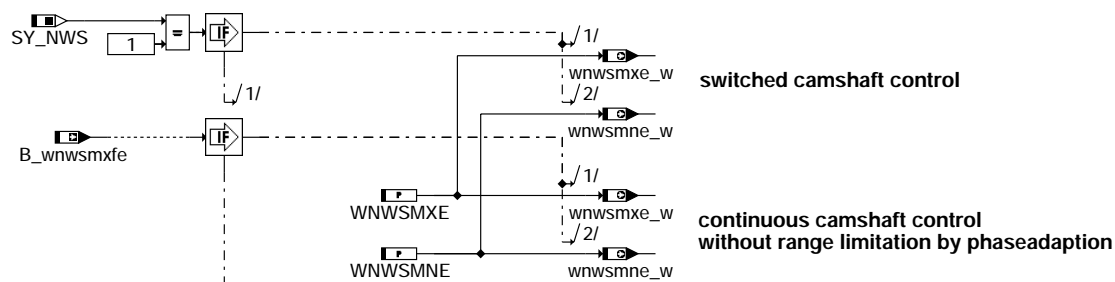 SY_NWS
1
=
IF
/1/
wnwsmxe_w
switched camshaft control
/1/
/2/
wnwsmne_w
B_wnwsmxfe
IF
/1/
WNWSMXE
P
wnwsmxe_w
continuous camshaft control
without range limitation by phaseadaption
/2/
WNWSMNE
P
wnwsmne_w